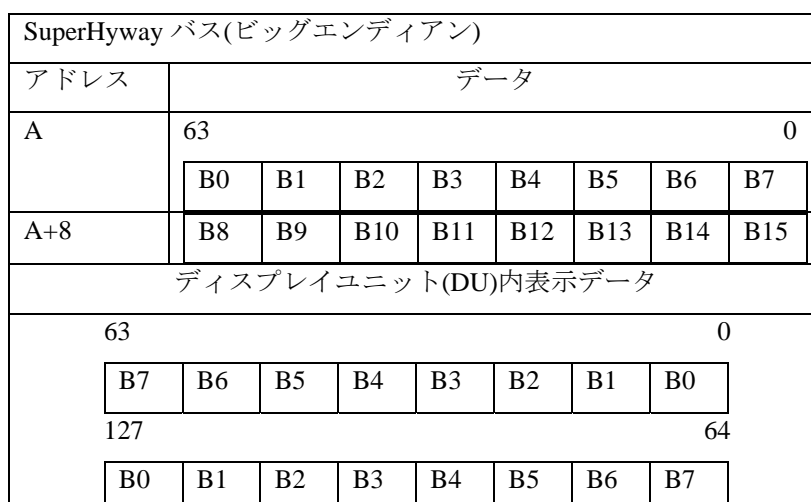 SuperHyway バス(ビッグエンディアン)
アドレス データ
A 63 0
B0 B1 B2 B3 B4 B5 B6 B7
A+8 B8 B9 B10 B11 B12 B13 B14 B15
ディスプレイユニット(DU)内表示データ
63 0
B7 B6 B5 B4 B3 B2 B1 B0
127 64
B0 B1 B2 B3 B4 B5 B6 B7